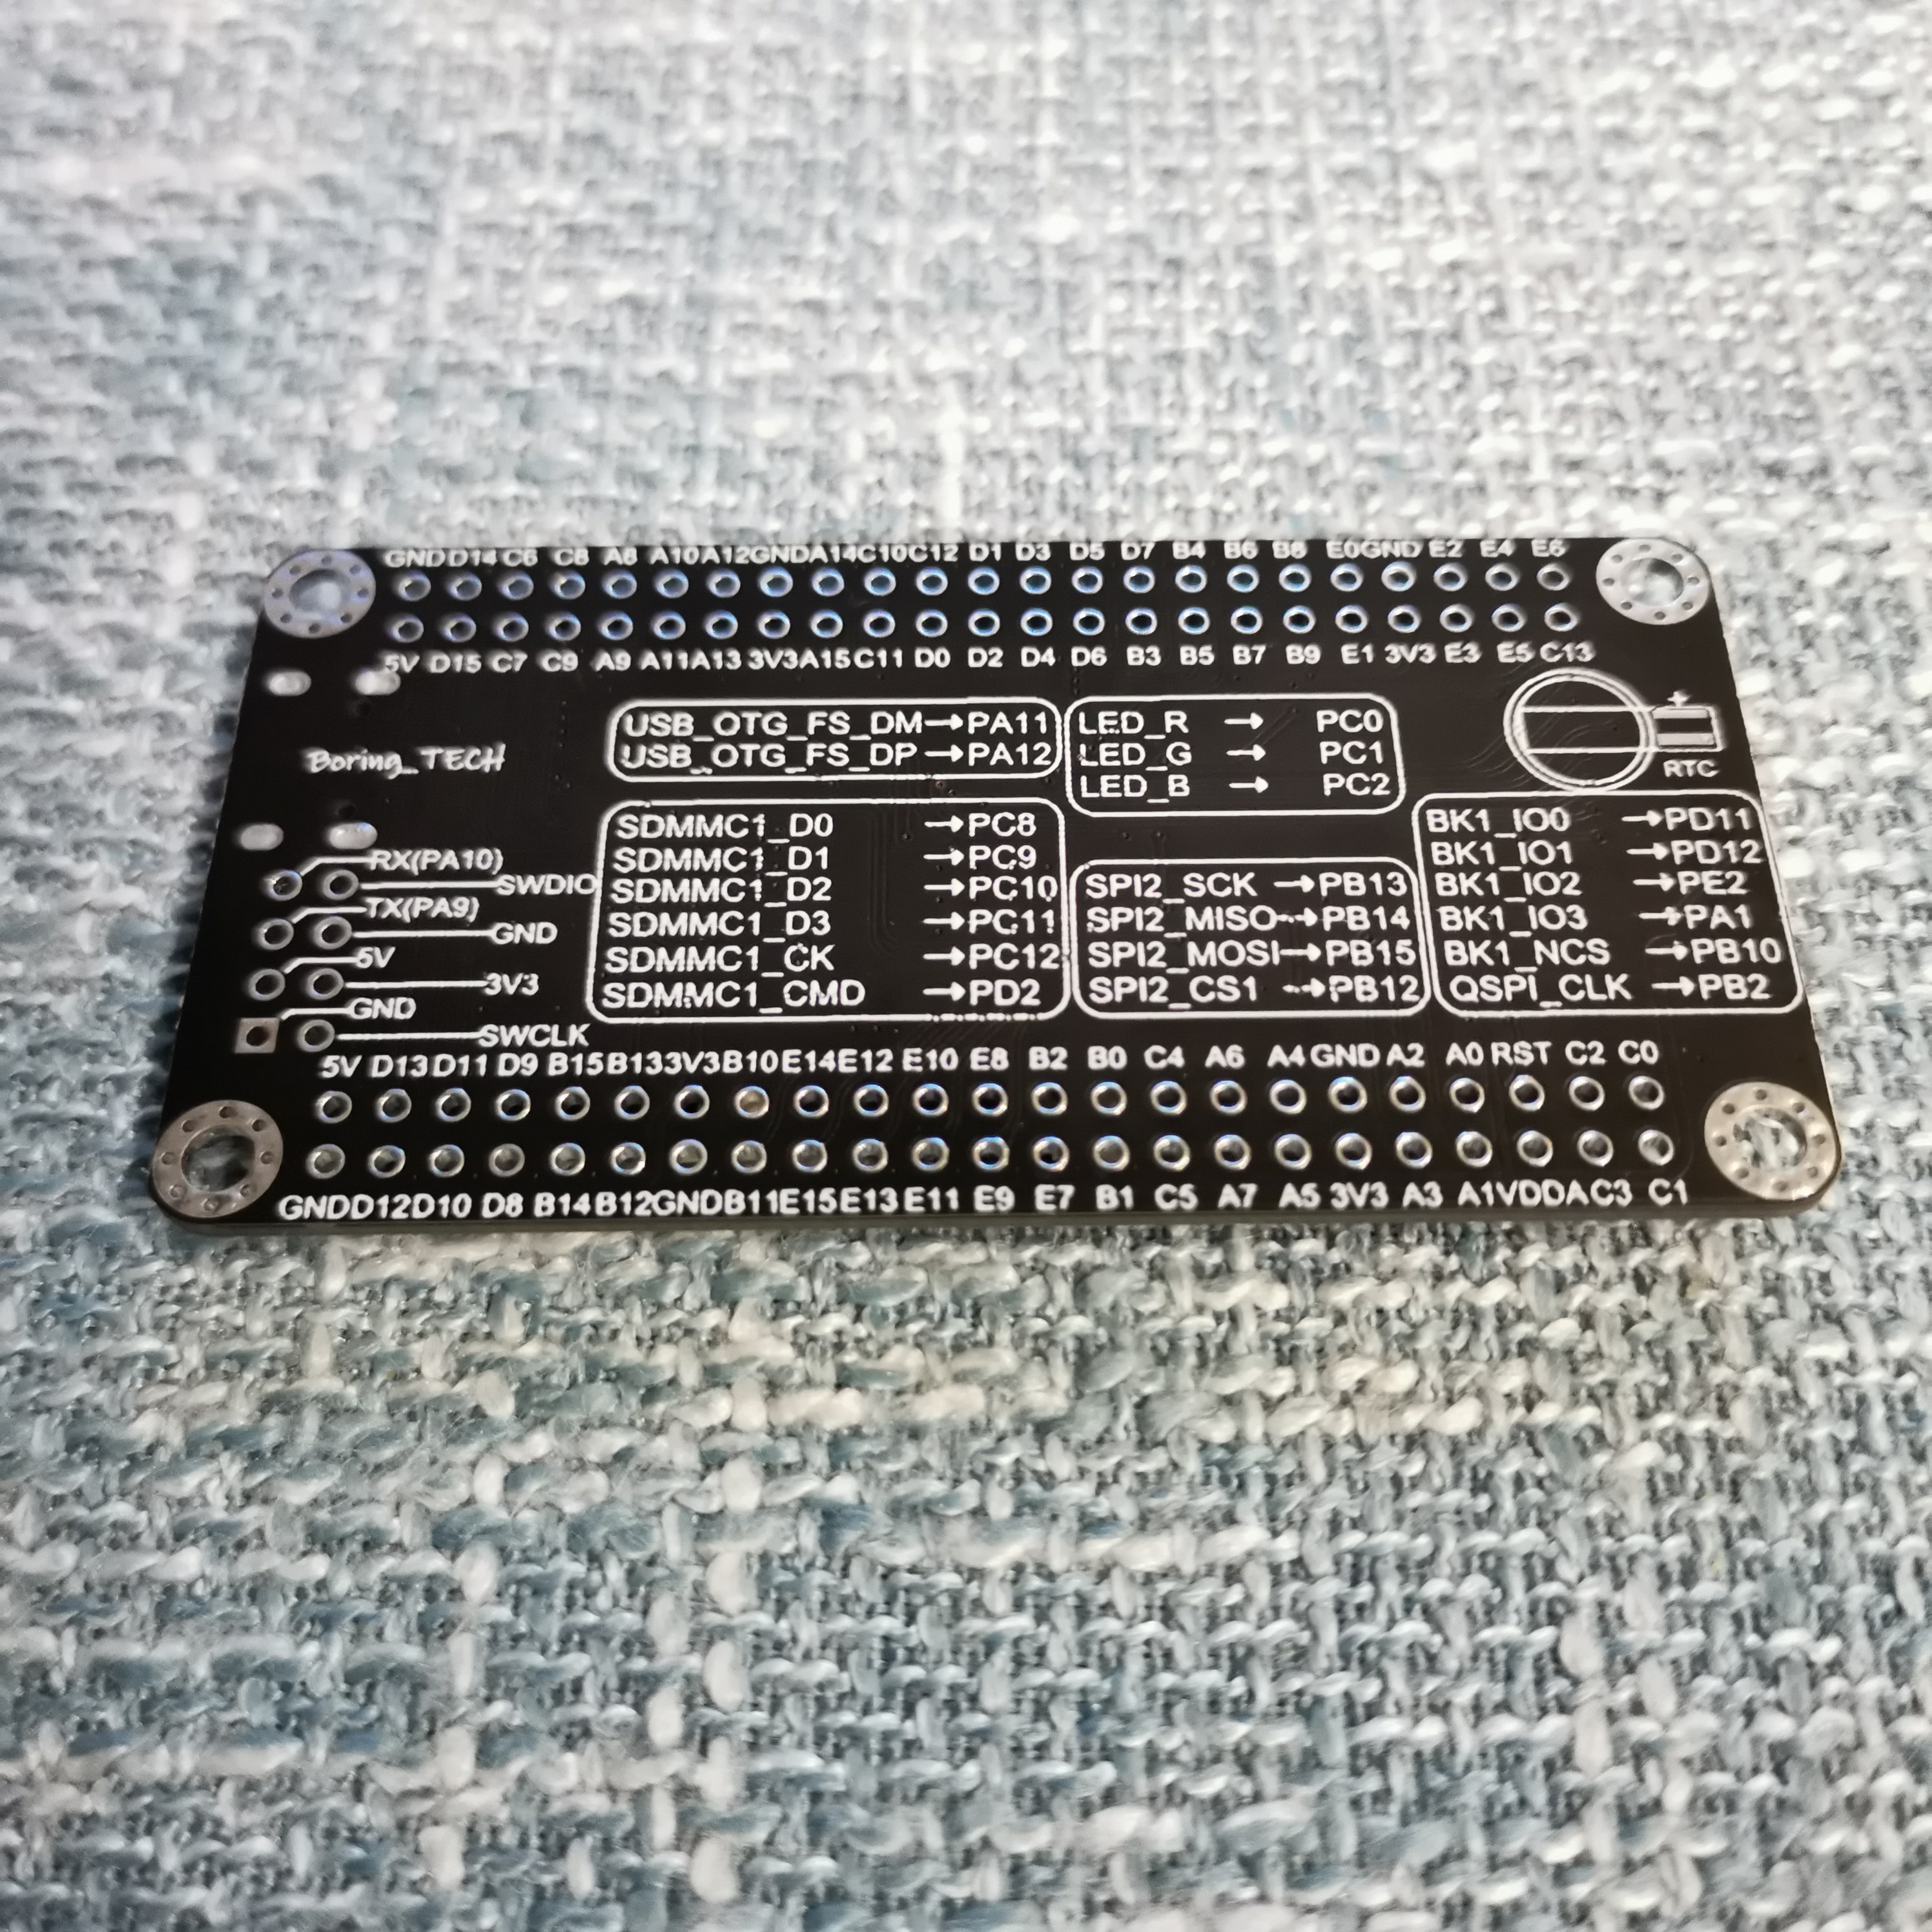 GND D14 C6 C8 A8 A10 A12 GND A14 C10 C12 D1 D3 D5 D7 B4 B6 B8 E0 GND E2 E4 E6
5V D15 C7 C9 A9 A11 A13 3V3 A15 C11 D0 D2 D4 D6 B3 B5 B7 B9 E1 3V3 E3 E5 C13
Boring_TECH
USB_OTG_FS_DM→PA11
USB_OTG_FS_DP→PA12
LED_R → PC0
LED_G → PC1
LED_B → PC2
+
RTC
RX(PA10)
SWDIO
TX(PA9)
GND
5V
3V3
GND
SWCLK
SDMMC1_D0 →PC8
SDMMC1_D1 →PC9
SDMMC1_D2 →PC10
SDMMC1_D3 →PC11
SDMMC1_CK →PC12
SDMMC1_CMD →PD2
SPI2_SCK →PB13
SPI2_MISO→PB14
SPI2_MOSI→PB15
SPI2_CS1 →PB12
BK1_IO0 →PD11
BK1_IO1 →PD12
BK1_IO2 →PE2
BK1_IO3 →PA1
BK1_NCS →PB10
QSPI_CLK →PB2
5V D13 D11 D9 B15 B13 3V3 B10 E14 E12 E10 E8 B2 B0 C4 A6 A4 GND A2 A0 RST C2 C0
GND D12 D10 D8 B14 B12 GND B11 E15 E13 E11 E9 E7 B1 C5 A7 A5 3V3 A3 A1 VDDA C3 C1